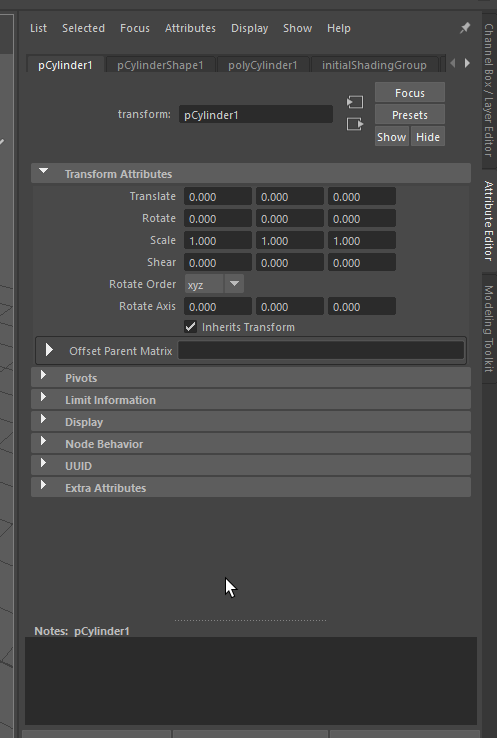 List Selected Focus Attributes Display Show Help
pCylinder1 pCylinderShape1 polyCylinder1 initialShadingGroup
Focus
transform: pCylinder1 Presets
Show Hide
Transform Attributes
Translate 0.000 0.000 0.000
Rotate 0.000 0.000 0.000
Scale 1.000 1.000 1.000
Shear 0.000 0.000 0.000
Rotate Order xyz
Rotate Axis 0.000 0.000 0.000
Inherits Transform
Offset Parent Matrix
Pivots
Limit Information
Display
Node Behavior
UUID
Extra Attributes
Notes: pCylinder1
Channel Box / Layer Editor
Attribute Editor
Modeling Toolkit